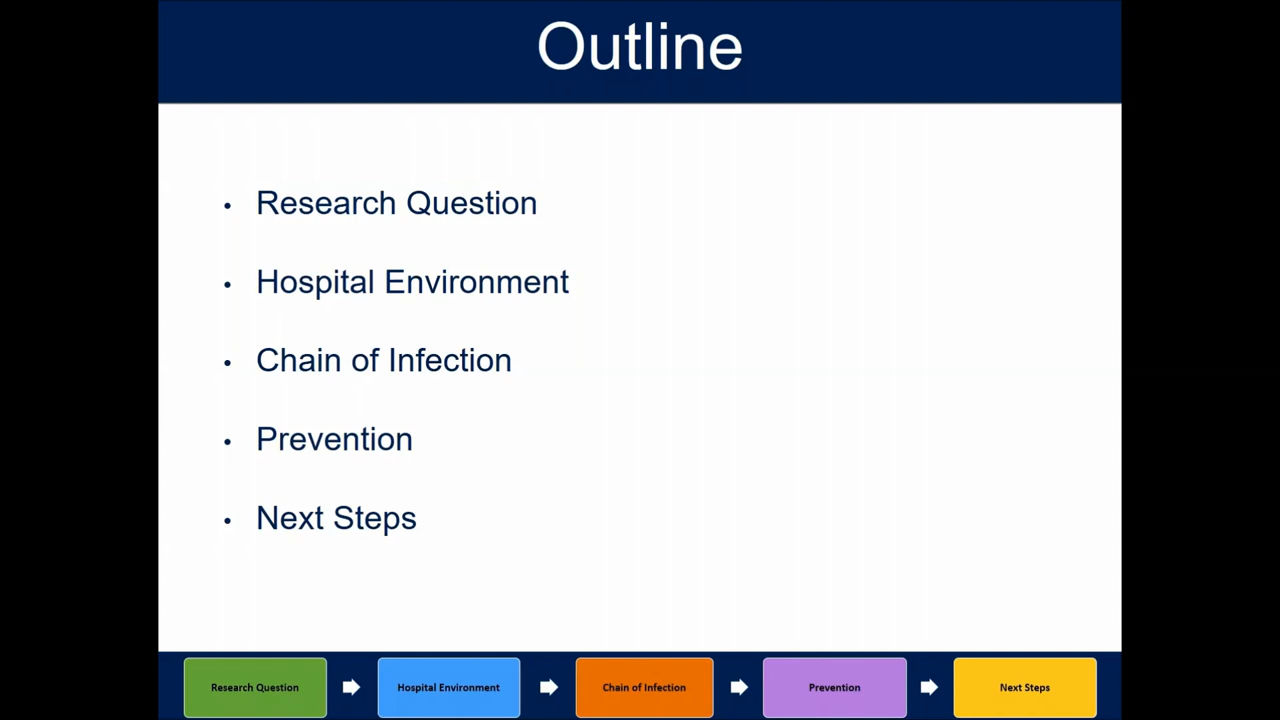 Outline
• Research Question
• Hospital Environment
• Chain of Infection
• Prevention
• Next Steps
Research Question
Hospital Environment
Chain of Infection
Prevention
Next Steps